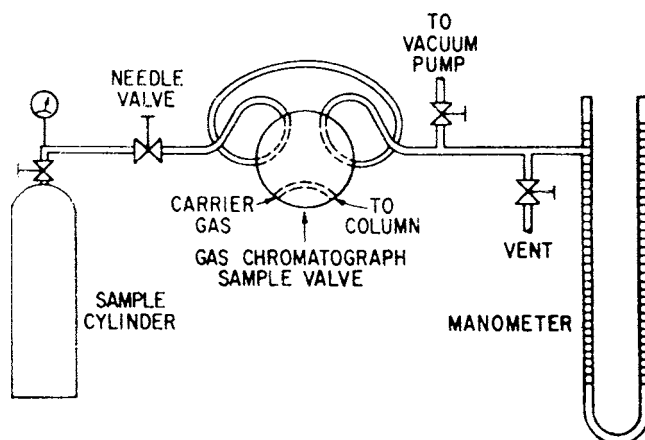 TO
VACUUM
PUMP
NEEDLE
VALVE
CARRIER
GAS
TO
COLUMN
GAS CHROMATOGRAPH
SAMPLE VALVE
VENT
SAMPLE
CYLINDER
MANOMETER